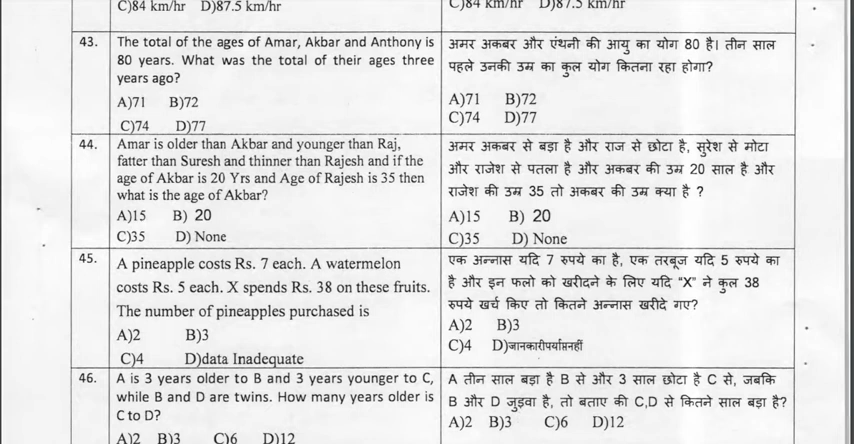 C)84 km/hr D)87.5 km/hr
C)84 km/hr D)87.5 km/hr
43. The total of the ages of Amar, Akbar and Anthony is
80 years. What was the total of their ages three
years ago?
A)71 B)72
C)74 D)77
अमर अकबर और एंथनी की आयु का योग 80 है। तीन साल
पहले उनकी उम्र का कुल योग कितना रहा होगा?
A)71 B)72
C)74 D)77
44. Amar is older than Akbar and younger than Raj,
fatter than Suresh and thinner than Rajesh and if the
age of Akbar is 20 Yrs and Age of Rajesh is 35 then
what is the age of Akbar?
A)15 B) 20
C)35 D) None
अमर अकबर से बड़ा है और राज से छोटा है, सुरेश से मोटा
और राजेश से पतला है और अकबर की उम्र 20 साल है और
राजेश की उम्र 35 तो अकबर की उम्र क्या है ?
A)15 B) 20
C)35 D) None
45. A pineapple costs Rs. 7 each. A watermelon
costs Rs. 5 each. X spends Rs. 38 on these fruits.
The number of pineapples purchased is
A)2 B)3
C)4 D)data Inadequate
एक अन्नास यदि 7 रुपये का है, एक तरबूज यदि 5 रुपये का
है और इन फलो को खरीदने के लिए यदि "X" ने कुल 38
रुपये खर्च किए तो कितने अन्नास खरीदे गए?
A)2 B)3
C)4 D)जानकारीपर्याप्तनहीं
46. A is 3 years older to B and 3 years younger to C,
while B and D are twins. How many years older is
C to D?
A)2 B)3 C)6 D)12
A तीन साल बड़ा है B से और 3 साल छोटा है C से, जबकि
B और D जुड़वा है, तो बताए की C,D से कितने साल बड़ा है?
A)2 B)3 C)6 D)12